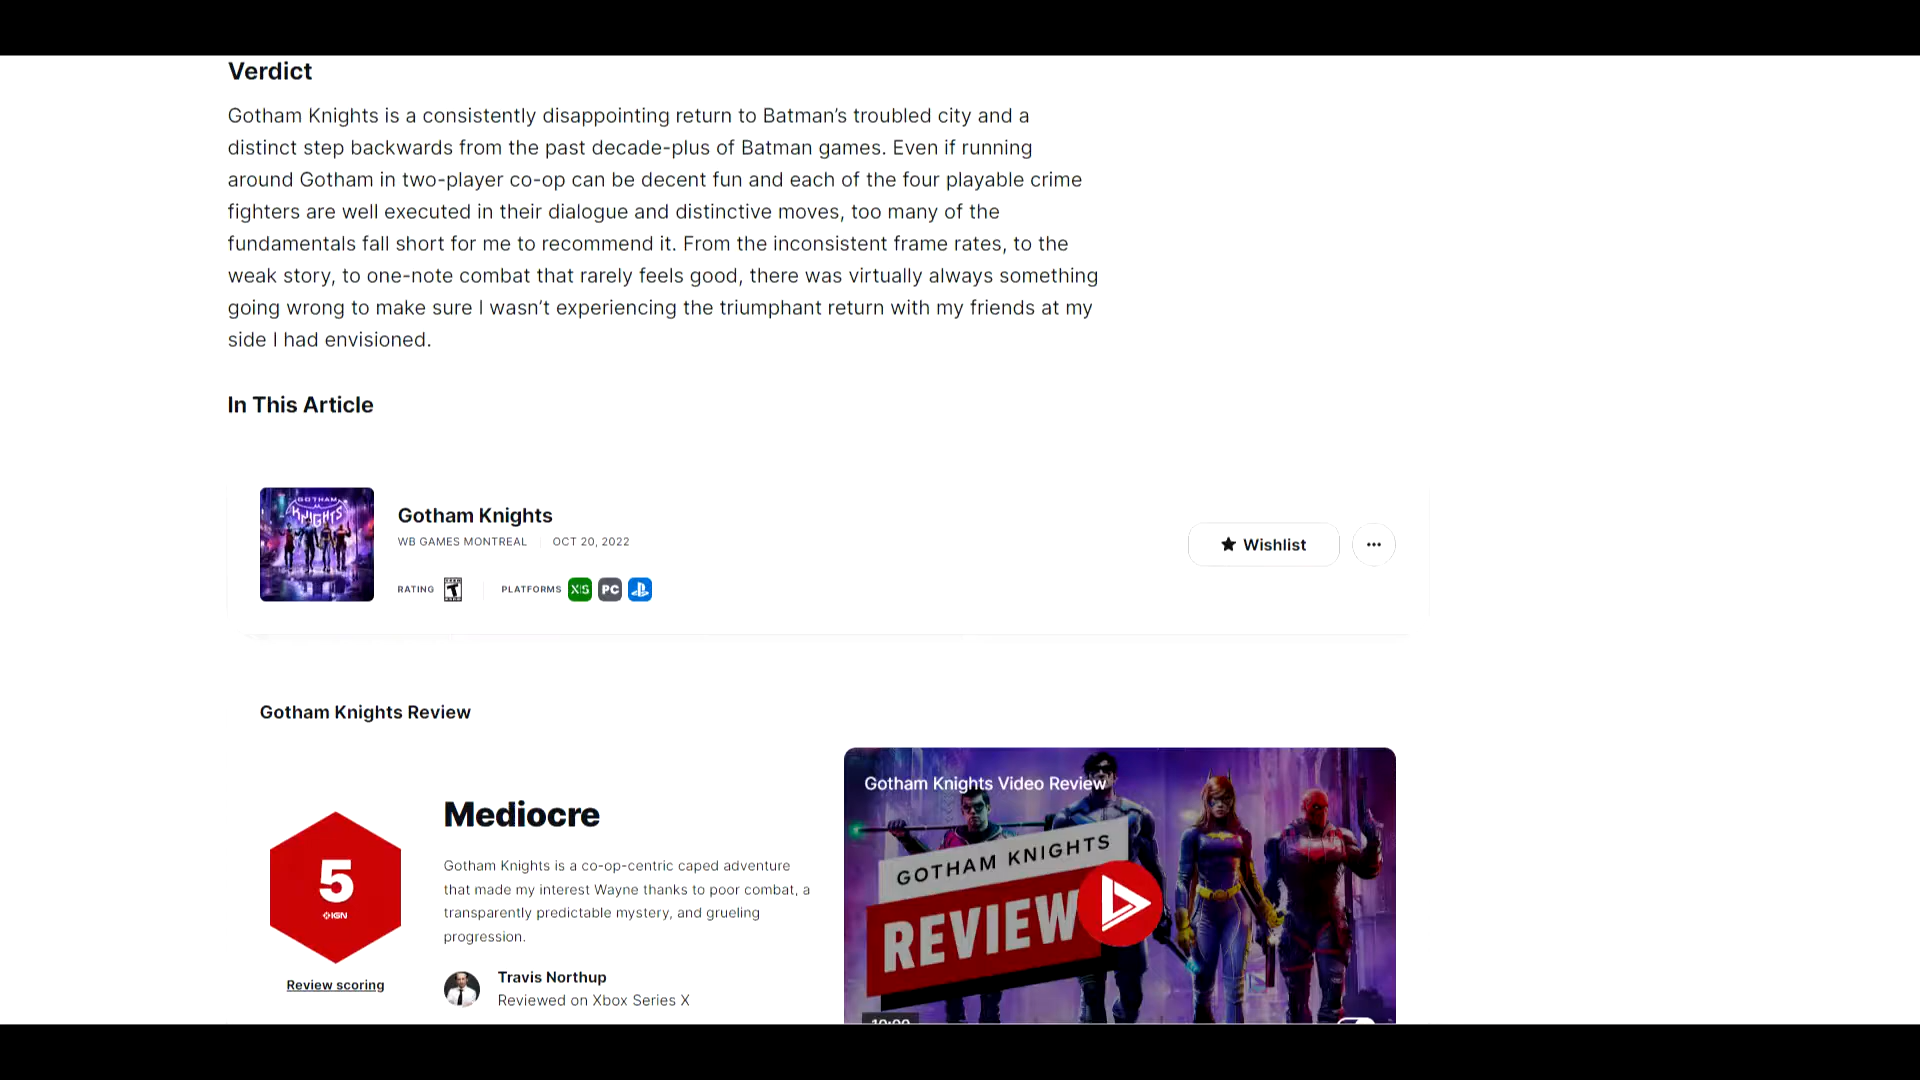 Verdict
Gotham Knights is a consistently disappointing return to Batman’s troubled city and a
distinct step backwards from the past decade-plus of Batman games. Even if running
around Gotham in two-player co-op can be decent fun and each of the four playable crime
fighters are well executed in their dialogue and distinctive moves, too many of the
fundamentals fall short for me to recommend it. From the inconsistent frame rates, to the
weak story, to one-note combat that rarely feels good, there was virtually always something
going wrong to make sure I wasn’t experiencing the triumphant return with my friends at my
side I had envisioned.
In This Article
GOTHAM
KNIGHTS
Gotham Knights
WB GAMES MONTREAL OCT 20, 2022
RATING T PLATFORMS X|S PC
Wishlist
Gotham Knights Review
5
IGN
Review scoring
Mediocre
Gotham Knights is a co-op-centric caped adventure
that made my interest Wayne thanks to poor combat, a
transparently predictable mystery, and grueling
progression.
Travis Northup
Reviewed on Xbox Series X
Gotham Knights Video Review
GOTHAM KNIGHTS
REVIEW